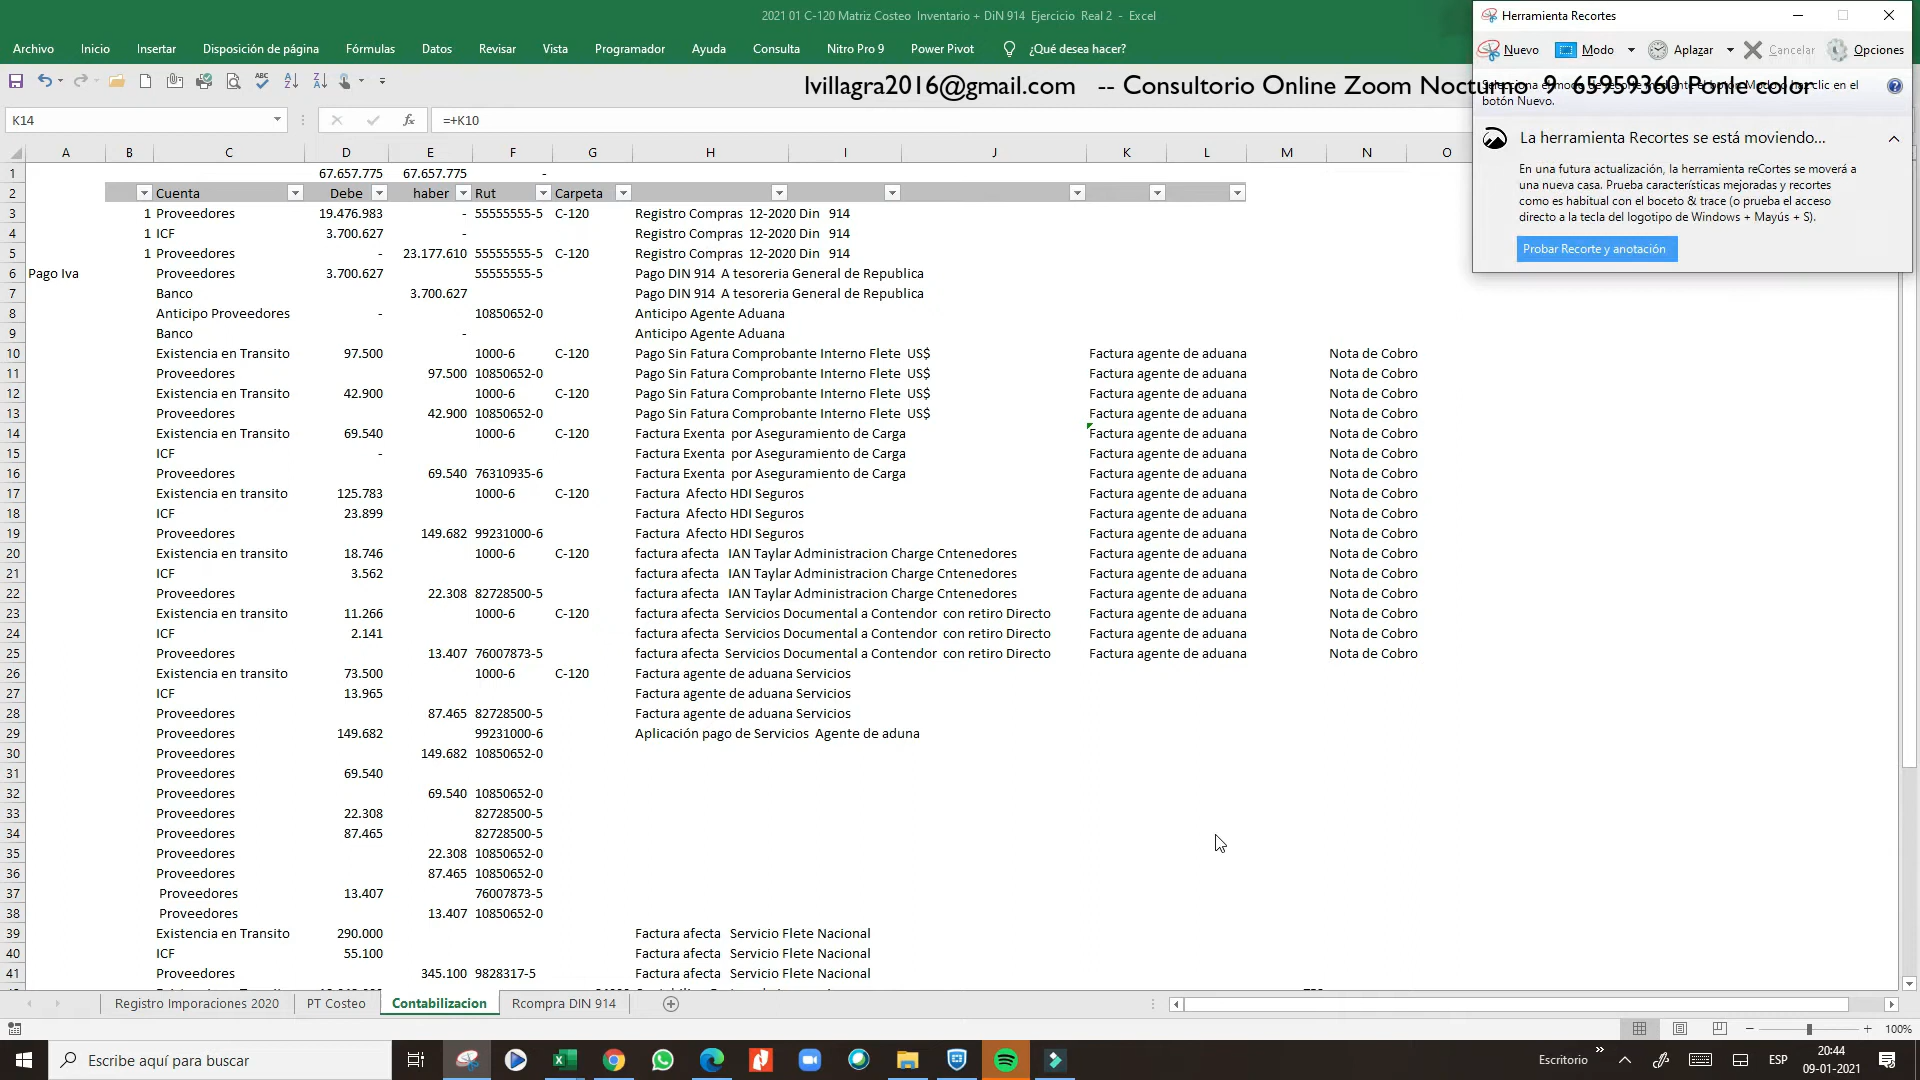 2021 01 C-120 Matriz Costeo Inventario + DiN 914 Ejercicio Real 2 - Excel
Herramienta Recortes
Archivo Inicio Insertar Disposición de página Fórmulas Datos Revisar Vista Programador Ayuda Consulta Nitro Pro 9 Power Pivot ¿Qué desea hacer?
Nuevo Modo Aplazar Cancelar Opciones
lvillagra2016@gmail.com -- Consultorio Online Zoom Nocturno 9 65959360 Ponle color
Selecciona el modo de recorte mediante el botón Modo o haz clic en el
botón Nuevo.
K14 fx =+K10
La herramienta Recortes se está moviendo...
En una futura actualización, la herramienta reCortes se moverá a
una nueva casa. Prueba características mejoradas y recortes
como es habitual con el boceto & trace (o prueba el acceso
directo a la tecla del logotipo de Windows + Mayús + S).
Probar Recorte y anotación
A B C D E F G H I J K L M N O
1 67.657.775 67.657.775 -
2 Cuenta Debe haber Rut Carpeta
3 1 Proveedores 19.476.983 - 55555555-5 C-120 Registro Compras 12-2020 Din 914
4 1 ICF 3.700.627 - Registro Compras 12-2020 Din 914
5 1 Proveedores - 23.177.610 55555555-5 C-120 Registro Compras 12-2020 Din 914
6 Pago Iva Proveedores 3.700.627 55555555-5 Pago DIN 914 A tesoreria General de Republica
7 Banco 3.700.627 Pago DIN 914 A tesoreria General de Republica
8 Anticipo Proveedores - 10850652-0 Anticipo Agente Aduana
9 Banco - Anticipo Agente Aduana
10 Existencia en Transito 97.500 1000-6 C-120 Pago Sin Fatura Comprobante Interno Flete US$ Factura agente de aduana Nota de Cobro
11 Proveedores 97.500 10850652-0 Pago Sin Fatura Comprobante Interno Flete US$ Factura agente de aduana Nota de Cobro
12 Existencia en Transito 42.900 1000-6 C-120 Pago Sin Fatura Comprobante Interno Flete US$ Factura agente de aduana Nota de Cobro
13 Proveedores 42.900 10850652-0 Pago Sin Fatura Comprobante Interno Flete US$ Factura agente de aduana Nota de Cobro
14 Existencia en Transito 69.540 1000-6 C-120 Factura Exenta por Aseguramiento de Carga Factura agente de aduana Nota de Cobro
15 ICF - Factura Exenta por Aseguramiento de Carga Factura agente de aduana Nota de Cobro
16 Proveedores 69.540 76310935-6 Factura Exenta por Aseguramiento de Carga Factura agente de aduana Nota de Cobro
17 Existencia en transito 125.783 1000-6 C-120 Factura Afecto HDI Seguros Factura agente de aduana Nota de Cobro
18 ICF 23.899 Factura Afecto HDI Seguros Factura agente de aduana Nota de Cobro
19 Proveedores 149.682 99231000-6 Factura Afecto HDI Seguros Factura agente de aduana Nota de Cobro
20 Existencia en transito 18.746 1000-6 C-120 factura afecta IAN Taylar Administracion Charge Cntenedores Factura agente de aduana Nota de Cobro
21 ICF 3.562 factura afecta IAN Taylar Administracion Charge Cntenedores Factura agente de aduana Nota de Cobro
22 Proveedores 22.308 82728500-5 factura afecta IAN Taylar Administracion Charge Cntenedores Factura agente de aduana Nota de Cobro
23 Existencia en transito 11.266 1000-6 C-120 factura afecta Servicios Documental a Contendor con retiro Directo Factura agente de aduana Nota de Cobro
24 ICF 2.141 factura afecta Servicios Documental a Contendor con retiro Directo Factura agente de aduana Nota de Cobro
25 Proveedores 13.407 76007873-5 factura afecta Servicios Documental a Contendor con retiro Directo Factura agente de aduana Nota de Cobro
26 Existencia en transito 73.500 1000-6 C-120 Factura agente de aduana Servicios
27 ICF 13.965 Factura agente de aduana Servicios
28 Proveedores 87.465 82728500-5 Factura agente de aduana Servicios
29 Proveedores 149.682 99231000-6 Aplicación pago de Servicios Agente de aduna
30 Proveedores 149.682 10850652-0
31 Proveedores 69.540
32 Proveedores 69.540 10850652-0
33 Proveedores 22.308 82728500-5
34 Proveedores 87.465 82728500-5
35 Proveedores 22.308 10850652-0
36 Proveedores 87.465 10850652-0
37 Proveedores 13.407 76007873-5
38 Proveedores 13.407 10850652-0
39 Existencia en Transito 290.000 Factura afecta Servicio Flete Nacional
40 ICF 55.100 Factura afecta Servicio Flete Nacional
41 Proveedores 345.100 9828317-5 Factura afecta Servicio Flete Nacional
Registro Imporaciones 2020 PT Costeo Contabilizacion Rcompra DIN 914
100%
Escribe aquí para buscar
Escritorio ESP 20:44
09-01-2021